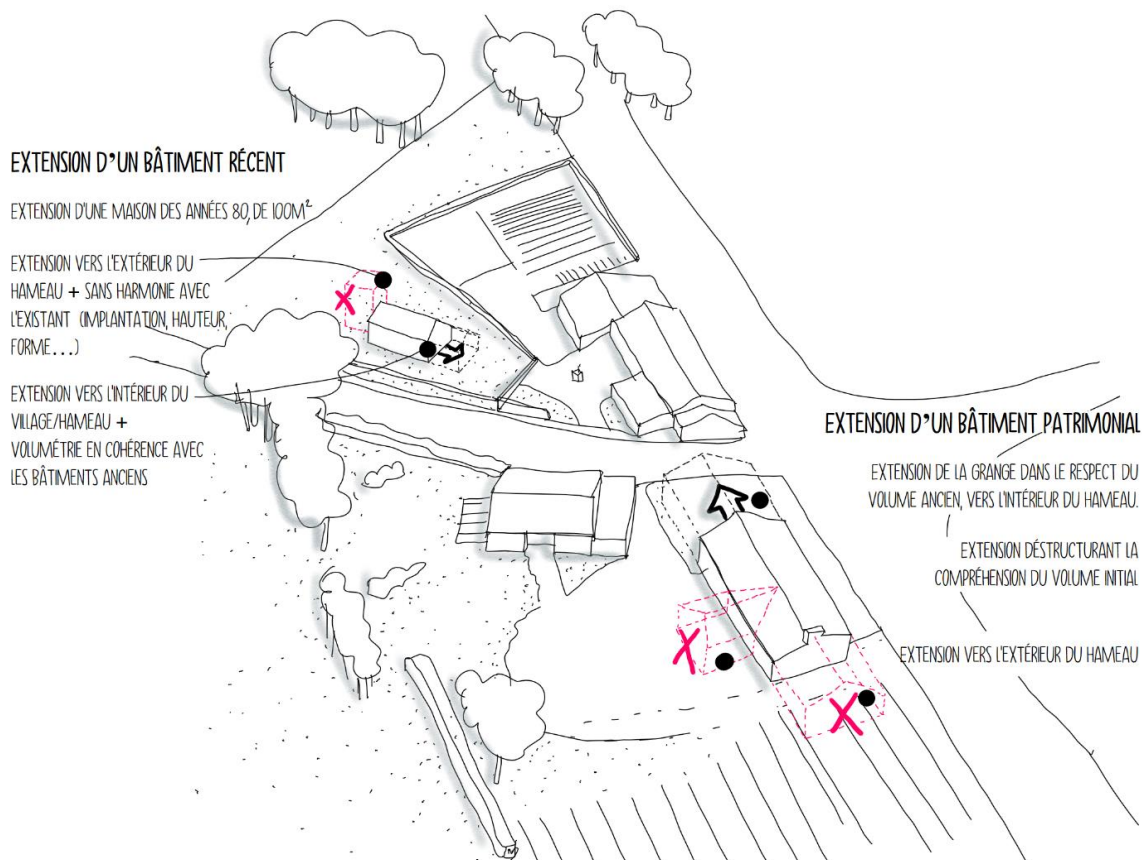 EXTENSION D'UN BÂTIMENT RÉCENT
EXTENSION D'UNE MAISON DES ANNÉES 80, DE 100M²
EXTENSION VERS L'EXTÉRIEUR DU
HAMEAU + SANS HARMONIE AVEC
L'EXISTANT (IMPLANTATION, HAUTEUR,
FORME...)
EXTENSION VERS L'INTÉRIEUR DU
VILLAGE/HAMEAU +
VOLUMÉTRIE EN COHÉRENCE AVEC
LES BÂTIMENTS ANCIENS
EXTENSION D'UN BÂTIMENT PATRIMONIAL
EXTENSION DE LA GRANGE DANS LE RESPECT DU
VOLUME ANCIEN, VERS L'INTÉRIEUR DU HAMEAU.
EXTENSION DÉSTRUCTURANT LA
COMPRÉHENSION DU VOLUME INITIAL
EXTENSION VERS L'EXTÉRIEUR DU HAMEAU